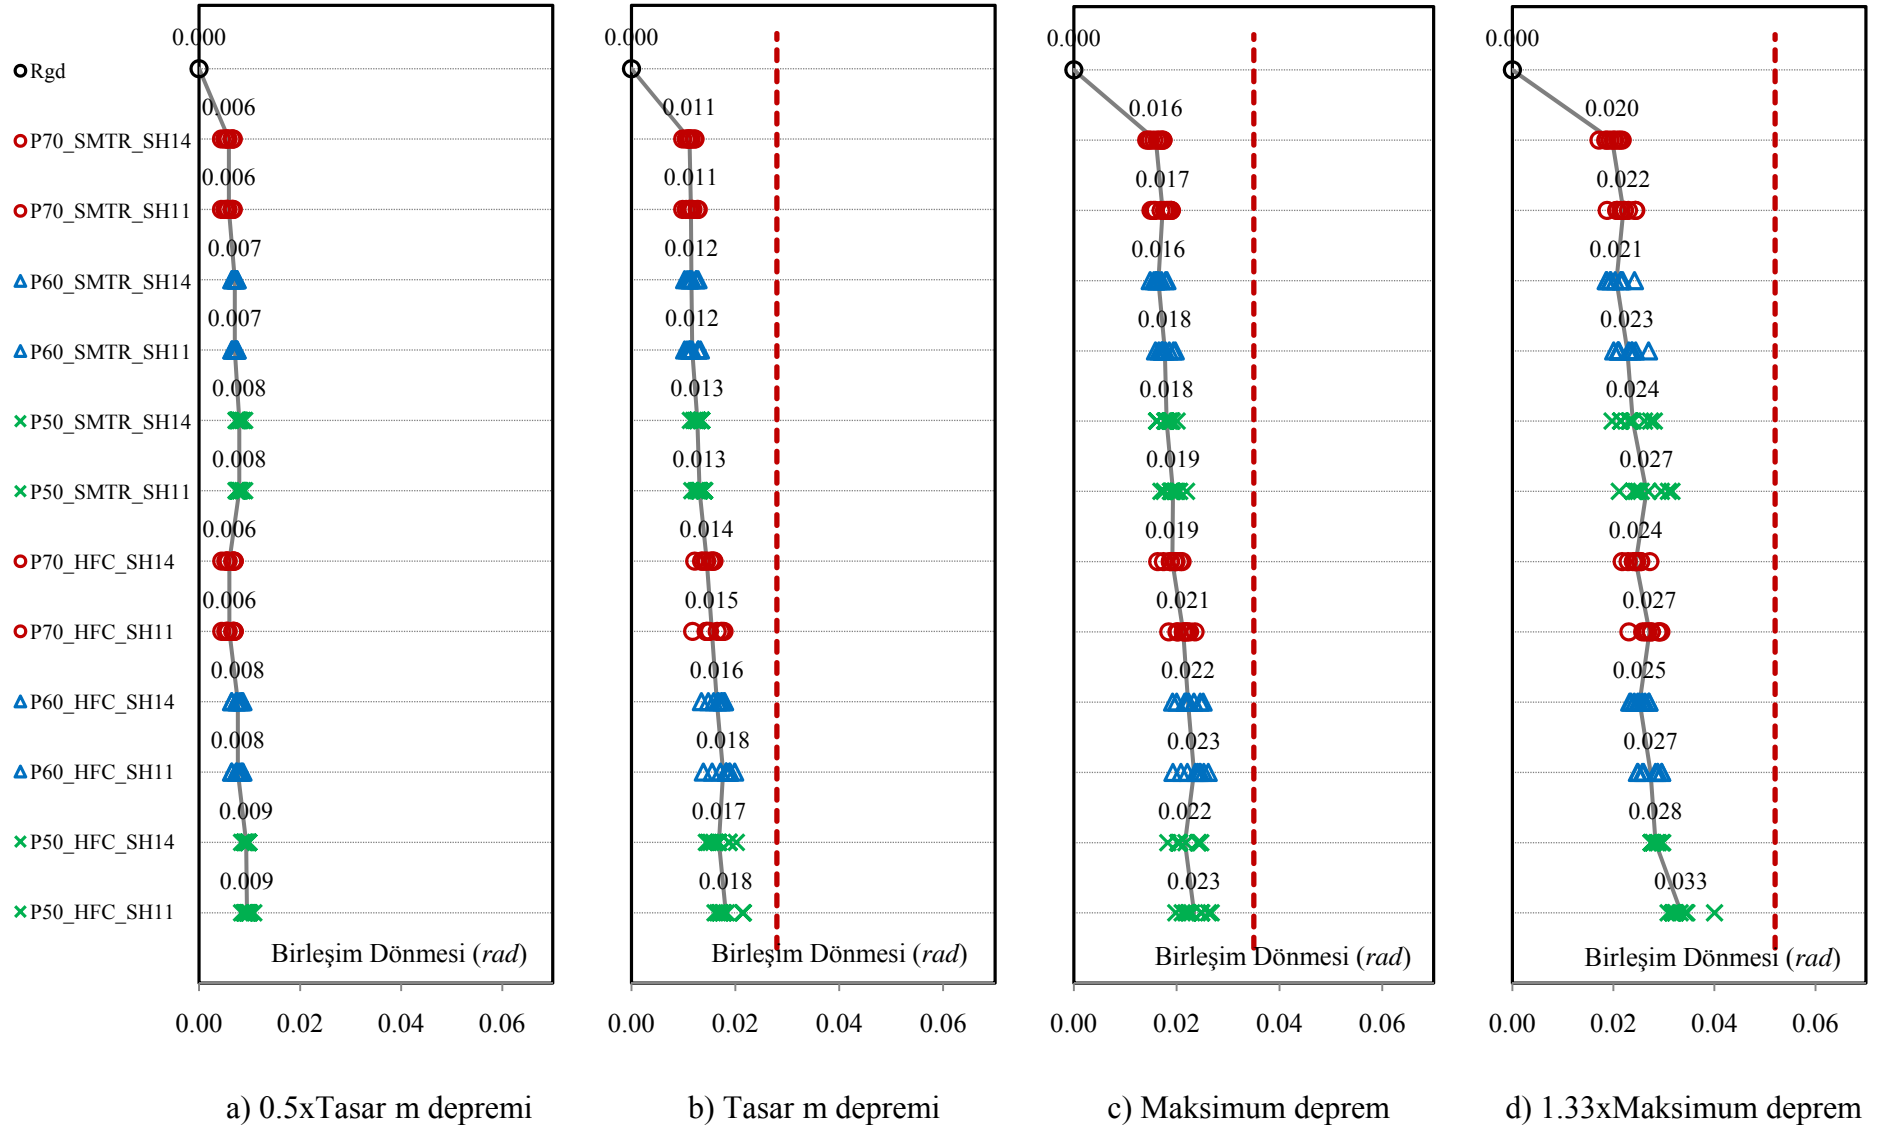 0.000 0.000 0.000 0.000
Rgd
0.006 0.011 0.016 0.020
P70_SMTR_SH14
0.006 0.011 0.017 0.022
P70_SMTR_SH11
0.007 0.012 0.016 0.021
P60_SMTR_SH14
0.007 0.012 0.018 0.023
P60_SMTR_SH11
0.008 0.013 0.018 0.024
P50_SMTR_SH14
0.008 0.013 0.019 0.027
P50_SMTR_SH11
0.006 0.014 0.019 0.024
P70_HFC_SH14
0.006 0.015 0.021 0.027
P70_HFC_SH11
0.008 0.016 0.022 0.025
P60_HFC_SH14
0.008 0.018 0.023 0.027
P60_HFC_SH11
0.009 0.017 0.022 0.028
P50_HFC_SH14
0.009 0.018 0.023 0.033
P50_HFC_SH11
Birleşim Dönmesi (rad) Birleşim Dönmesi (rad) Birleşim Dönmesi (rad) Birleşim Dönmesi (rad)
0.00 0.02 0.04 0.06 0.00 0.02 0.04 0.06 0.00 0.02 0.04 0.06 0.00 0.02 0.04 0.06
a) 0.5xTasar m depremi b) Tasar m depremi c) Maksimum deprem d) 1.33xMaksimum deprem